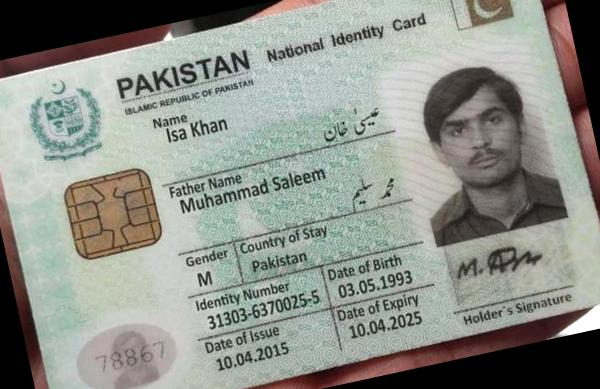 PAKISTAN National Identity Card
ISLAMIC REPUBLIC OF PAKISTAN
Name
Isa Khan
عیسیٰ خان
Father Name
Muhammad Saleem
محمد سلیم
Gender
M
Country of Stay
Pakistan
Identity Number
31303-6370025-5
Date of Birth
03.05.1993
Date of Issue
10.04.2015
Date of Expiry
10.04.2025
78867
Holder's Signature